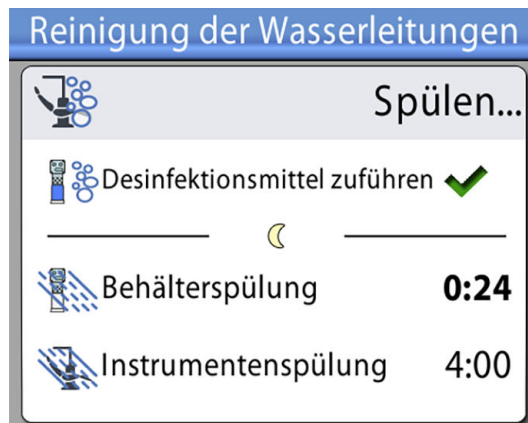 Reinigung der Wasserleitungen
Spülen...
Desinfektionsmittel zuführen
Behälterspülung 0:24
Instrumentenspülung 4:00